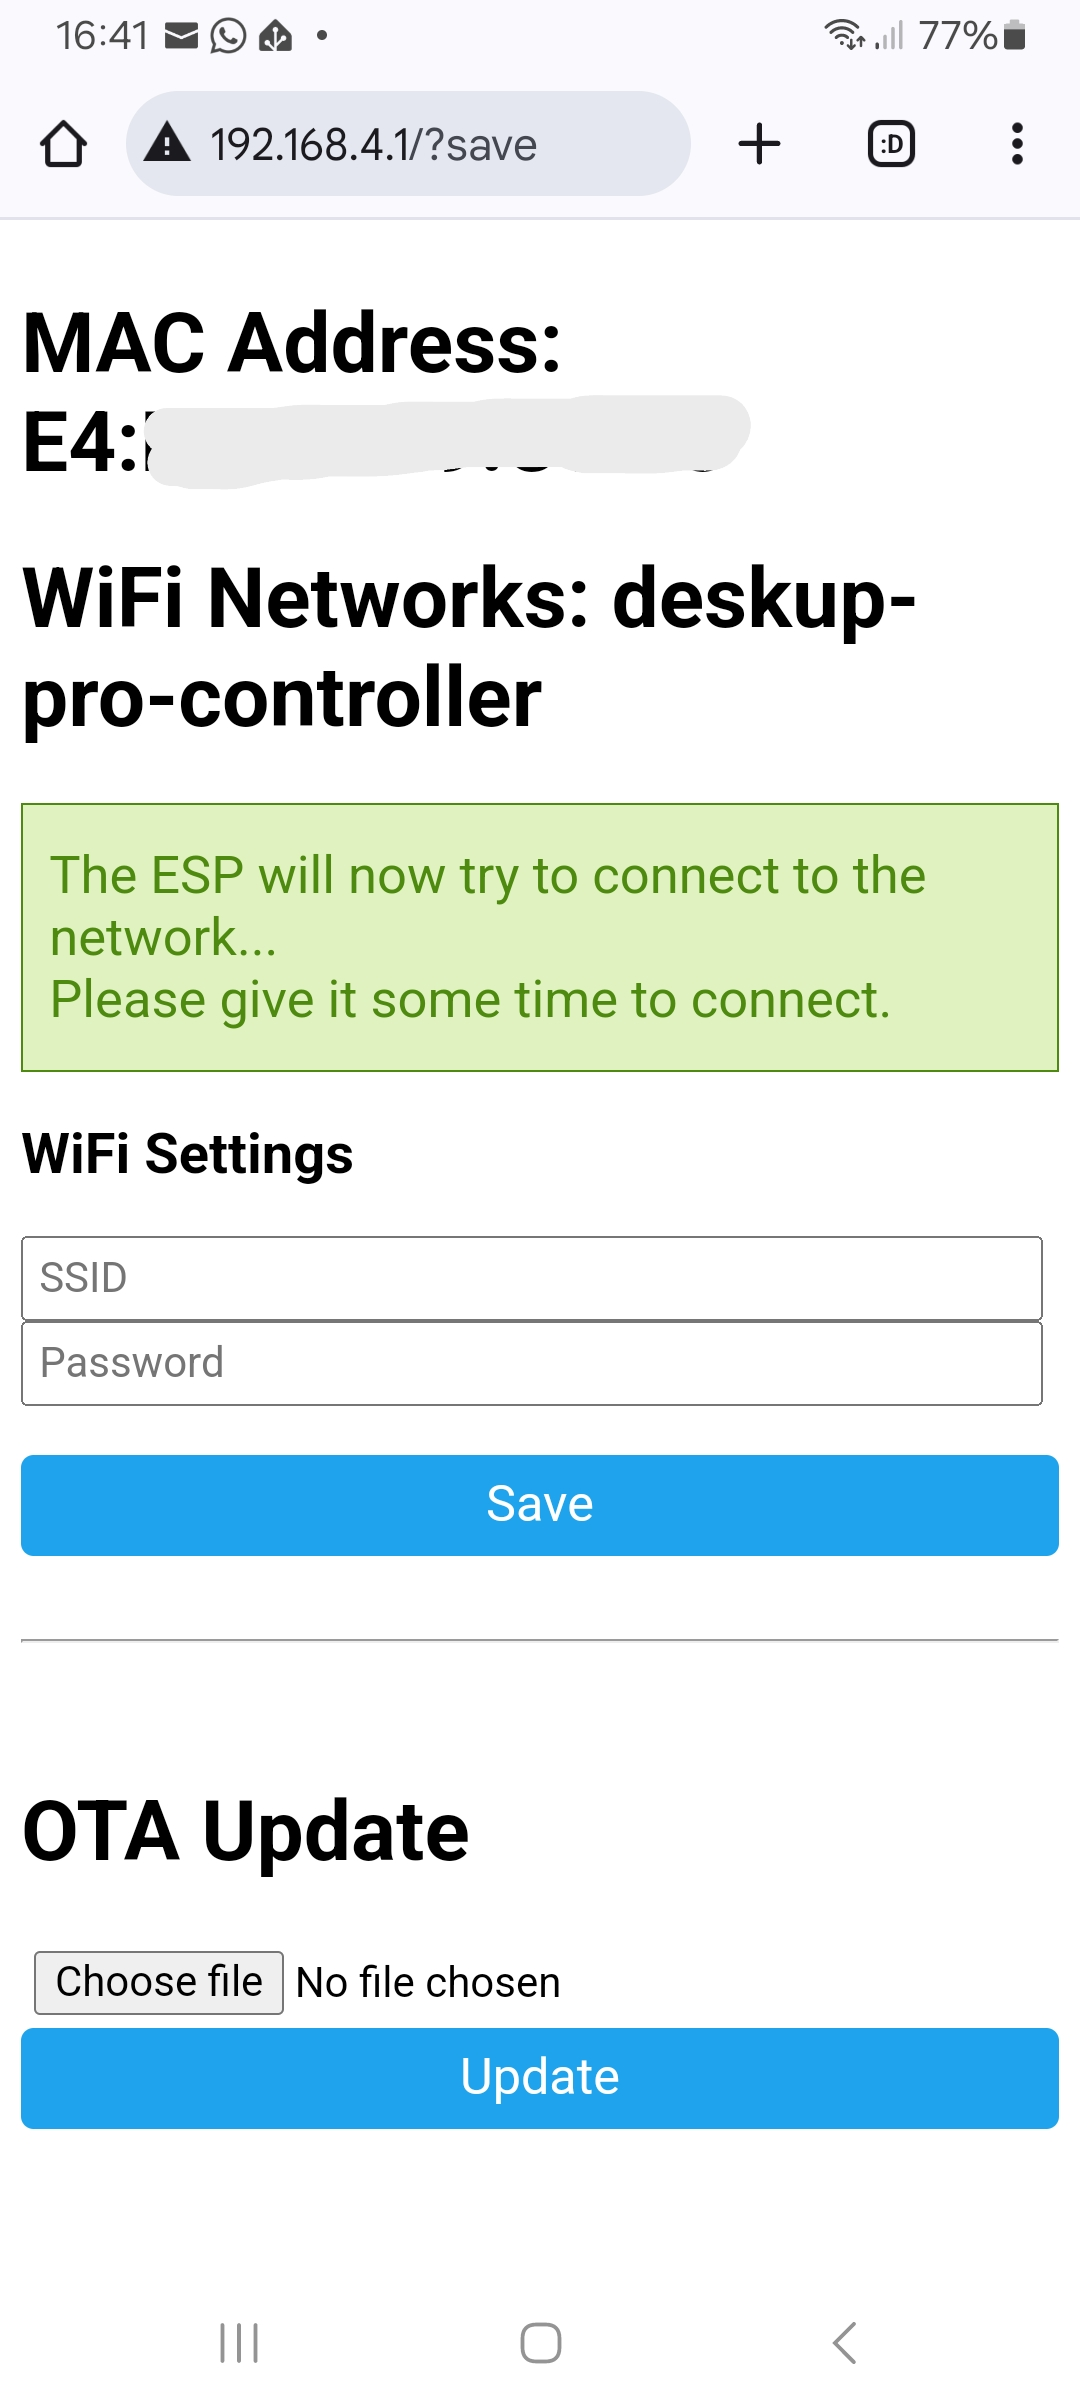 16:41
77%
192.168.4.1/?save
:D
MAC Address:
E4:
WiFi Networks: deskup-
pro-controller
The ESP will now try to connect to the
network...
Please give it some time to connect.
WiFi Settings
SSID
Password
Save
OTA Update
Choose file No file chosen
Update